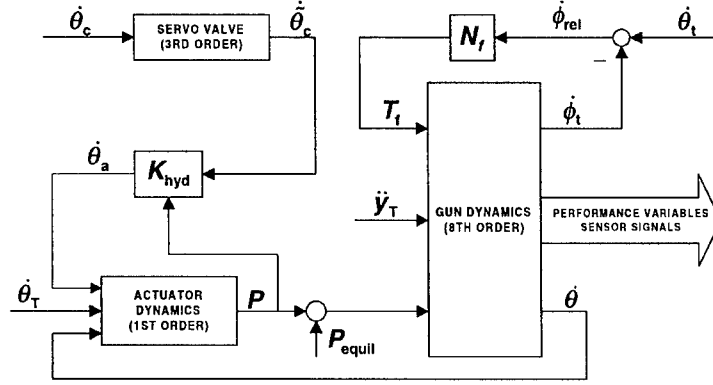 θ̇c
SERVO VALVE
(3RD ORDER)
θ̃̇c
Nf
ϕ̇rel
θ̇t
−
Tf
ϕ̇t
θ̇a
Khyd
ÿT
GUN DYNAMICS
(8TH ORDER)
PERFORMANCE VARIABLES
SENSOR SIGNALS
θ̇T
ACTUATOR
DYNAMICS
(1ST ORDER)
P
Pequil
θ̇